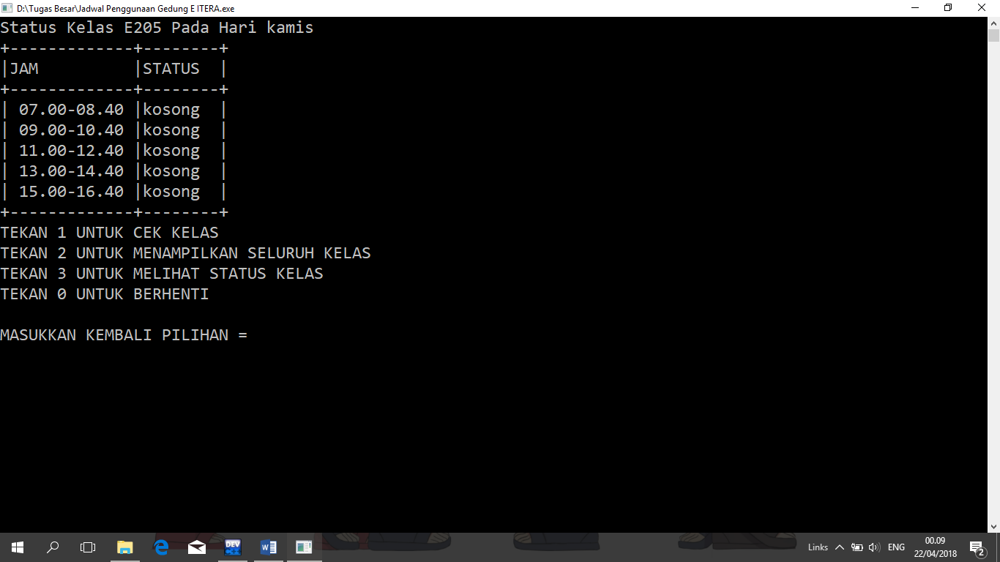 D:\Tugas Besar\Jadwal Penggunaan Gedung E ITERA.exe
Status Kelas E205 Pada Hari kamis
+-------------+--------+
|JAM          |STATUS  |
+-------------+--------+
| 07.00-08.40 |kosong  |
| 09.00-10.40 |kosong  |
| 11.00-12.40 |kosong  |
| 13.00-14.40 |kosong  |
| 15.00-16.40 |kosong  |
+-------------+--------+
TEKAN 1 UNTUK CEK KELAS
TEKAN 2 UNTUK MENAMPILKAN SELURUH KELAS
TEKAN 3 UNTUK MELIHAT STATUS KELAS
TEKAN 0 UNTUK BERHENTI
MASUKKAN KEMBALI PILIHAN =
DEV C++
W
Links
ENG
00.09
22/04/2018
2